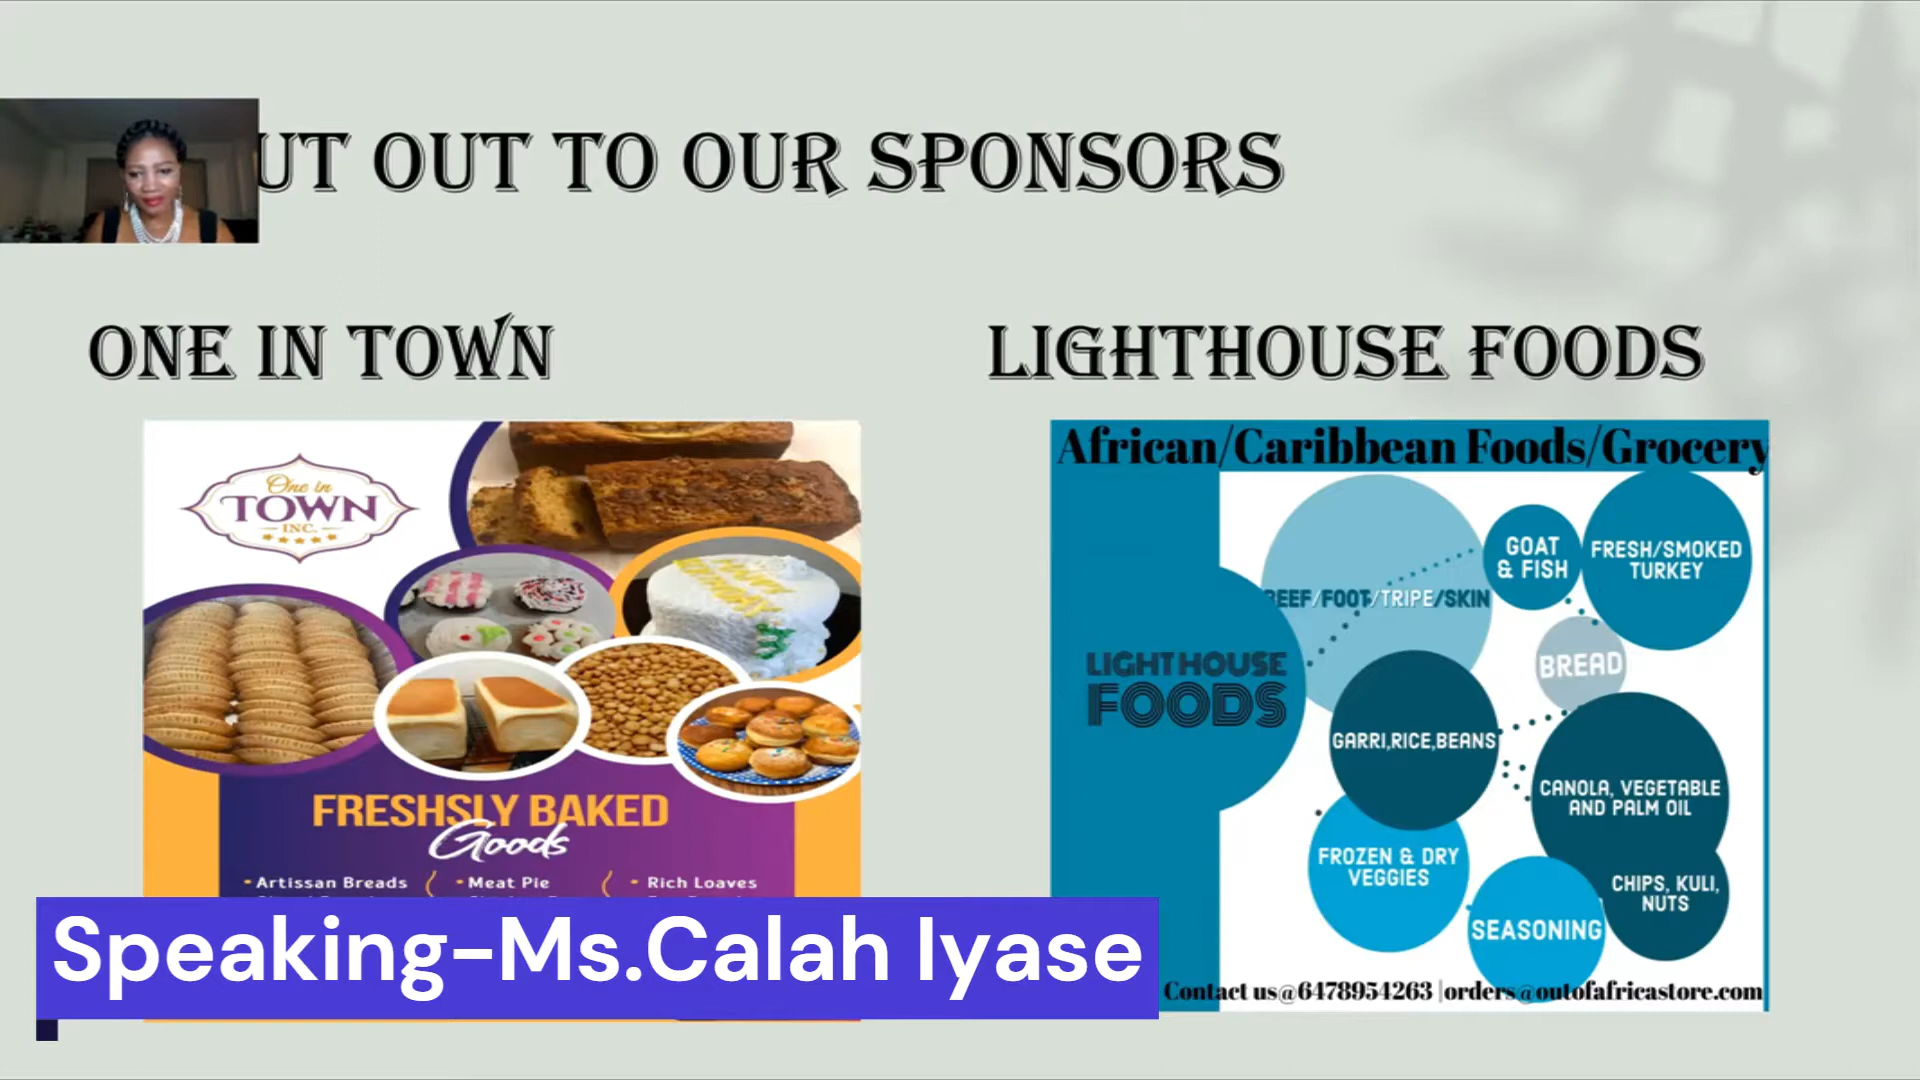 UT OUT TO OUR SPONSORS
ONE IN TOWN
LIGHTHOUSE FOODS
One in
TOWN
INC.
FRESHSLY BAKED
Goods
• Artissan Breads
• Meat Pie
• Rich Loaves
African/Caribbean Foods/Grocery
GOAT
& FISH
FRESH/SMOKED
TURKEY
BEEF/FOOT/TRIPE/SKIN
BREAD
LIGHTHOUSE
FOODS
GARRI,RICE,BEANS
CANOLA, VEGETABLE
AND PALM OIL
FROZEN & DRY
VEGGIES
CHIPS, KULI,
NUTS
SEASONING
Contact us@6478954263 |orders@outofafricastore.com
Speaking-Ms.Calah Iyase